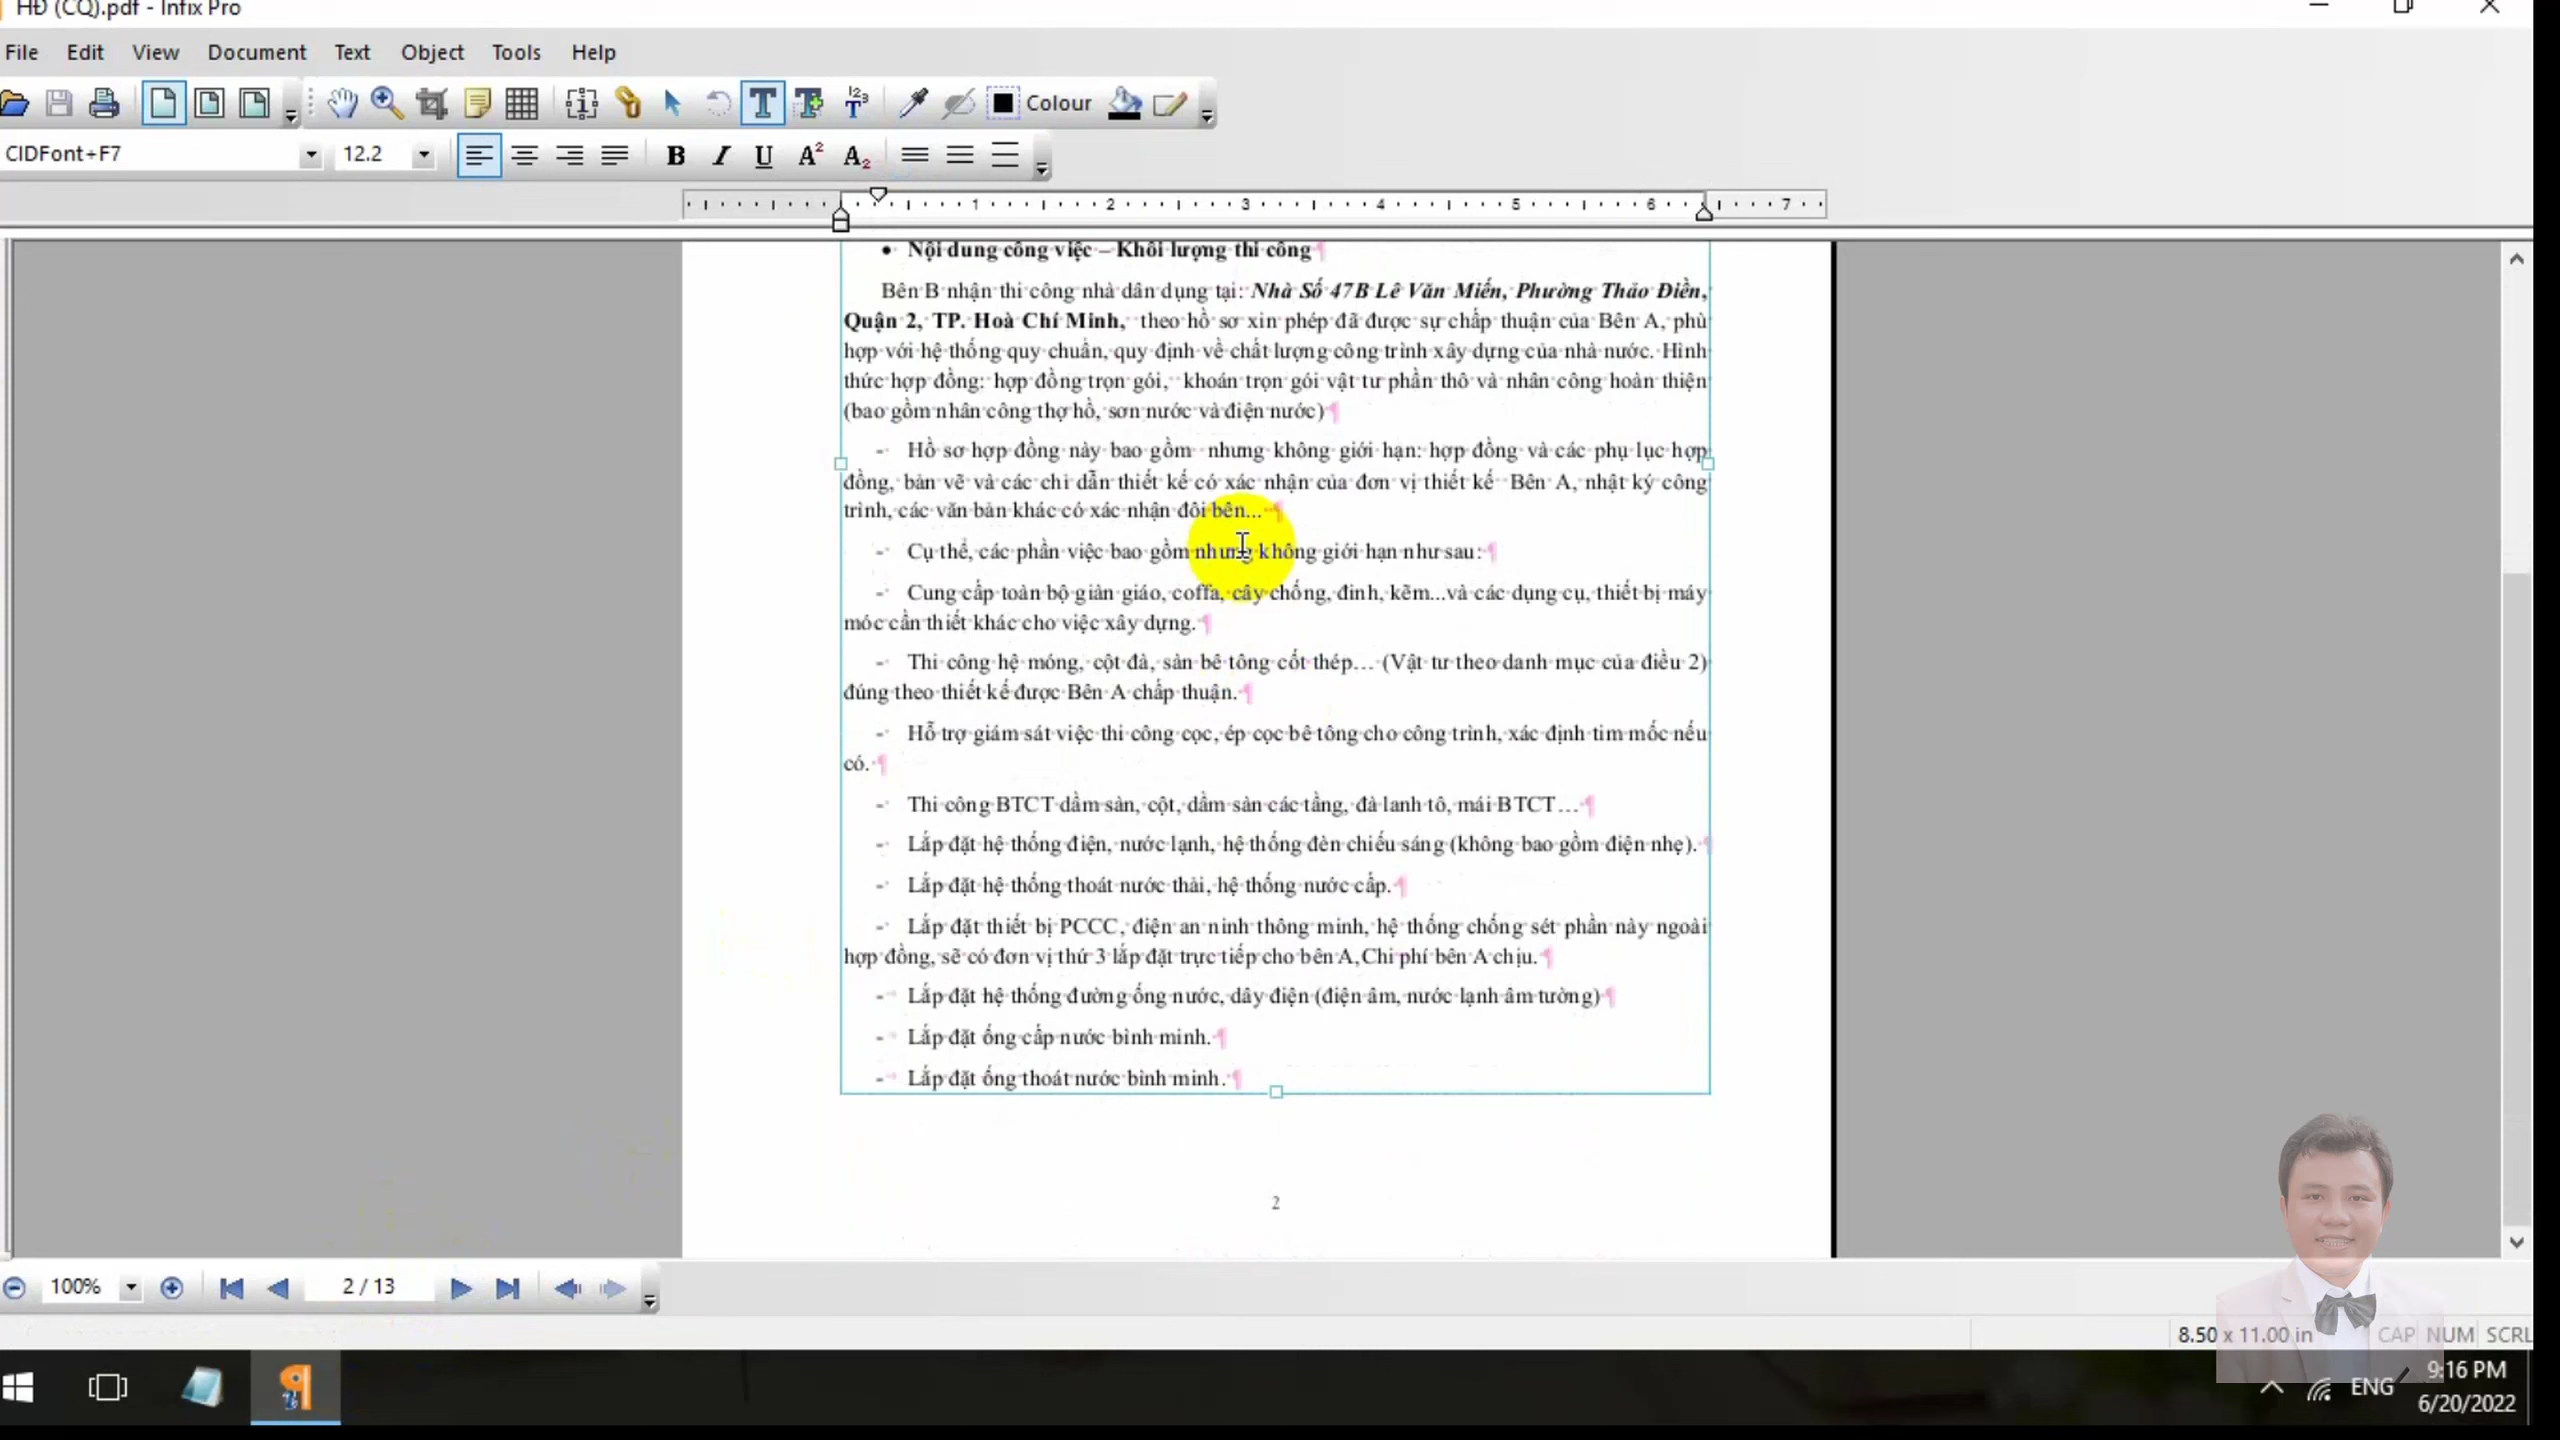 HĐ (CQ).pdf - Infix Pro
File Edit View Document Text Object Tools Help
Colour
CIDFont+F7 12.2
1 2 3 4 5 6 7
• Nội dung công việc – Khối lượng thi công
Bên B nhận thi công nhà dân dụng tại: Nhà Số 47B Lê Văn Miến, Phường Thảo Điền,
Quận 2, TP. Hoà Chí Minh, theo hồ sơ xin phép đã được sự chấp thuận của Bên A, phù
hợp với hệ thống quy chuẩn, quy định về chất lượng công trình xây dựng của nhà nước. Hình
thức hợp đồng: hợp đồng trọn gói, khoán trọn gói vật tư phần thô và nhân công hoàn thiện
(bao gồm nhân công thợ hồ, sơn nước và điện nước)
- Hồ sơ hợp đồng này bao gồm nhưng không giới hạn: hợp đồng và các phụ lục hợp
đồng, bản vẽ và các chỉ dẫn thiết kế có xác nhận của đơn vị thiết kế Bên A, nhật ký công
trình, các văn bản khác có xác nhận đôi bên...
- Cụ thể, các phần việc bao gồm nhưng không giới hạn như sau:
- Cung cấp toàn bộ giàn giáo, coffa, cây chống, đinh, kẽm...và các dụng cụ, thiết bị máy
móc cần thiết khác cho việc xây dựng.
- Thi công hệ móng, cột đà, sàn bê tông cốt thép… (Vật tư theo danh mục của điều 2)
đúng theo thiết kế được Bên A chấp thuận.
- Hỗ trợ giám sát việc thi công cọc, ép cọc bê tông cho công trình, xác định tim mốc nếu
có.
- Thi công BTCT dầm sàn, cột, dầm sàn các tầng, đà lanh tô, mái BTCT…
- Lắp đặt hệ thống điện, nước lạnh, hệ thống đèn chiếu sáng (không bao gồm điện nhẹ).
- Lắp đặt hệ thống thoát nước thải, hệ thống nước cấp.
- Lắp đặt thiết bị PCCC, điện an ninh thông minh, hệ thống chống sét phần này ngoài
hợp đồng, sẽ có đơn vị thứ 3 lắp đặt trực tiếp cho bên A,Chi phí bên A chịu.
- Lắp đặt hệ thống đường ống nước, dây điện (điện âm, nước lạnh âm tường)
- Lắp đặt ống cấp nước bình minh.
- Lắp đặt ống thoát nước bình minh.
2
100% 2 / 13
8.50 x 11.00 in CAP NUM SCRL
ENG 9:16 PM
6/20/2022